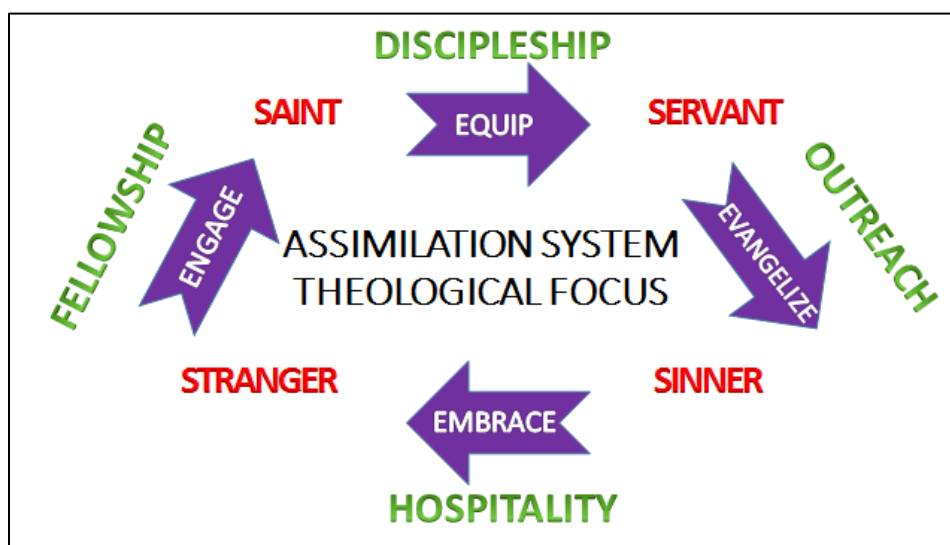 DISCIPLESHIP
SAINT
EQUIP
SERVANT
FELLOWSHIP
ENGAGE
ASSIMILATION SYSTEM
THEOLOGICAL FOCUS
EVANGELIZE
OUTREACH
STRANGER
EMBRACE
SINNER
HOSPITALITY